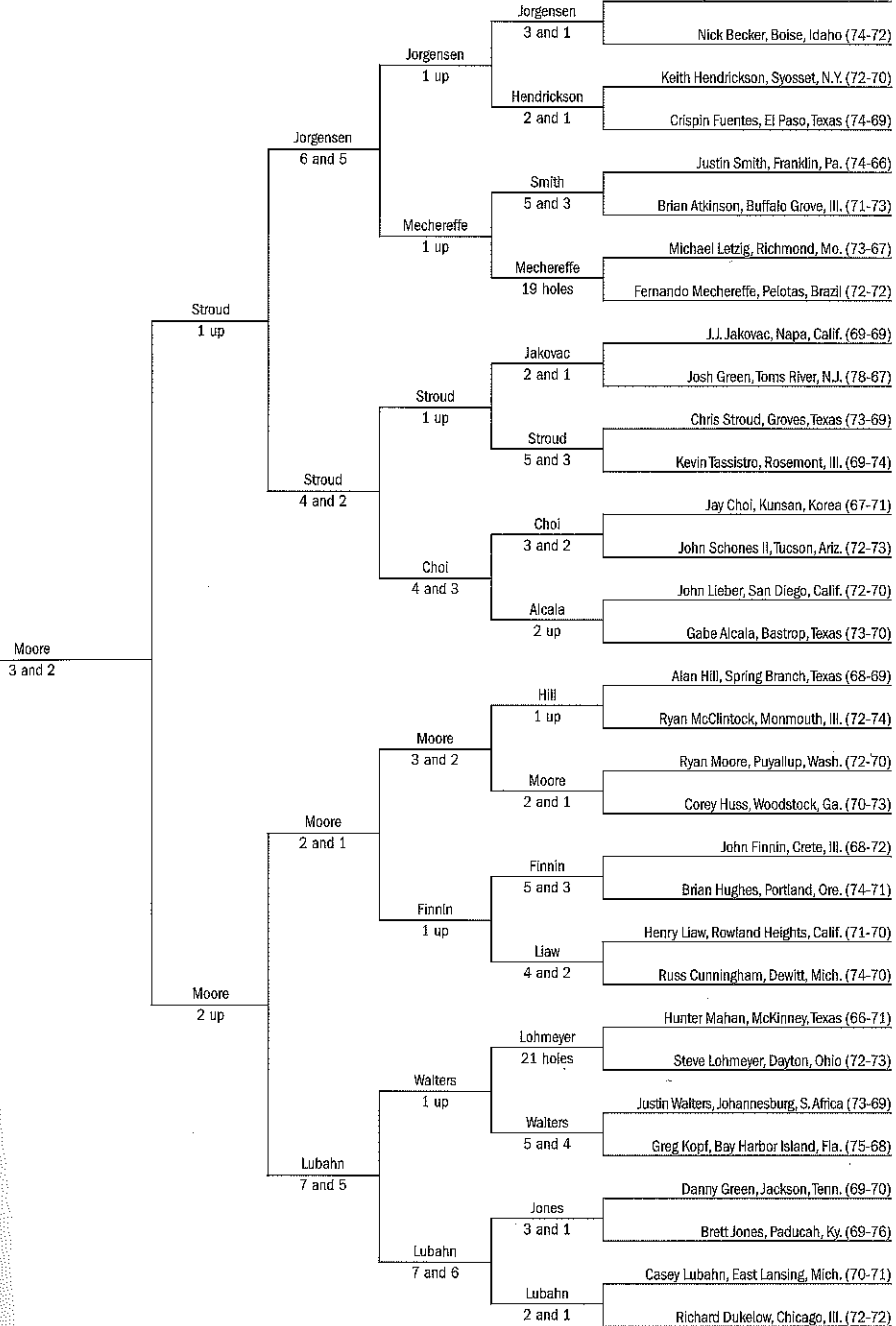 Jorgensen
3 and 1
Nick Becker, Boise, Idaho (74-72)
Jorgensen
1 up
Keith Hendrickson, Syosset, N.Y. (72-70)
Hendrickson
2 and 1
Crispin Fuentes, El Paso, Texas (74-69)
Jorgensen
6 and 5
Justin Smith, Franklin, Pa. (74-66)
Smith
5 and 3
Brian Atkinson, Buffalo Grove, Ill. (71-73)
Mechereffe
1 up
Michael Letzig, Richmond, Mo. (73-67)
Mechereffe
19 holes
Fernando Mechereffe, Pelotas, Brazil (72-72)
Stroud
1 up
J.J. Jakovac, Napa, Calif. (69-69)
Jakovac
2 and 1
Josh Green, Toms River, N.J. (78-67)
Stroud
1 up
Chris Stroud, Groves, Texas (73-69)
Stroud
5 and 3
Kevin Tassistro, Rosemont, Ill. (69-74)
Stroud
4 and 2
Jay Choi, Kunsan, Korea (67-71)
Choi
3 and 2
John Schones II, Tucson, Ariz. (72-73)
Choi
4 and 3
John Lieber, San Diego, Calif. (72-70)
Alcala
2 up
Gabe Alcala, Bastrop, Texas (73-70)
Moore
3 and 2
Alan Hill, Spring Branch, Texas (68-69)
Hill
1 up
Ryan McClintock, Monmouth, Ill. (72-74)
Moore
3 and 2
Ryan Moore, Puyallup, Wash. (72-70)
Moore
2 and 1
Corey Huss, Woodstock, Ga. (70-73)
Moore
2 and 1
John Finnin, Crete, Ill. (68-72)
Finnin
5 and 3
Brian Hughes, Portland, Ore. (74-71)
Finnin
1 up
Henry Liaw, Rowland Heights, Calif. (71-70)
Liaw
4 and 2
Russ Cunningham, Dewitt, Mich. (74-70)
Moore
2 up
Hunter Mahan, McKinney, Texas (66-71)
Lohmeyer
21 holes
Steve Lohmeyer, Dayton, Ohio (72-73)
Walters
1 up
Justin Walters, Johannesburg, S. Africa (73-69)
Walters
5 and 4
Greg Kopf, Bay Harbor Island, Fla. (75-68)
Lubahn
7 and 5
Danny Green, Jackson, Tenn. (69-70)
Jones
3 and 1
Brett Jones, Paducah, Ky. (69-76)
Lubahn
7 and 6
Casey Lubahn, East Lansing, Mich. (70-71)
Lubahn
2 and 1
Richard Dukelow, Chicago, Ill. (72-72)